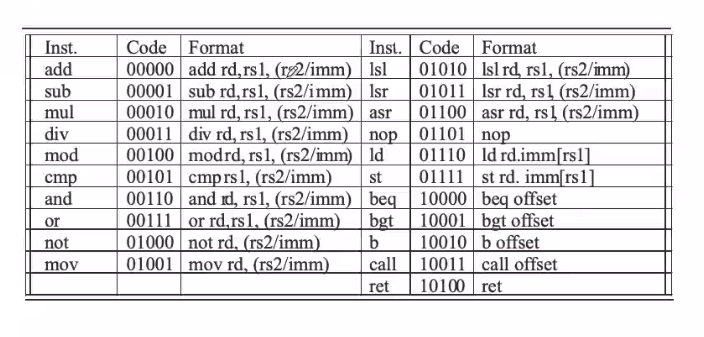 Inst. Code Format Inst. Code Format
add 00000 add rd, rs1, (rs2/imm) lsl 01010 lsl rd, rs1, (rs2/imm)
sub 00001 sub rd, rs1, (rs2/imm) lsr 01011 lsr rd, rs1, (rs2/imm)
mul 00010 mul rd, rs1, (rs2/imm) asr 01100 asr rd, rs1, (rs2/imm)
div 00011 div rd, rs1, (rs2/imm) nop 01101 nop
mod 00100 mod rd, rs1, (rs2/imm) ld 01110 ld rd.imm[rs1]
cmp 00101 cmp rs1, (rs2/imm) st 01111 st rd. imm[rs1]
and 00110 and rd, rs1, (rs2/imm) beq 10000 beq offset
or 00111 or rd, rs1, (rs2/imm) bgt 10001 bgt offset
not 01000 not rd, (rs2/imm) b 10010 b offset
mov 01001 mov rd, (rs2/imm) call 10011 call offset
ret 10100 ret